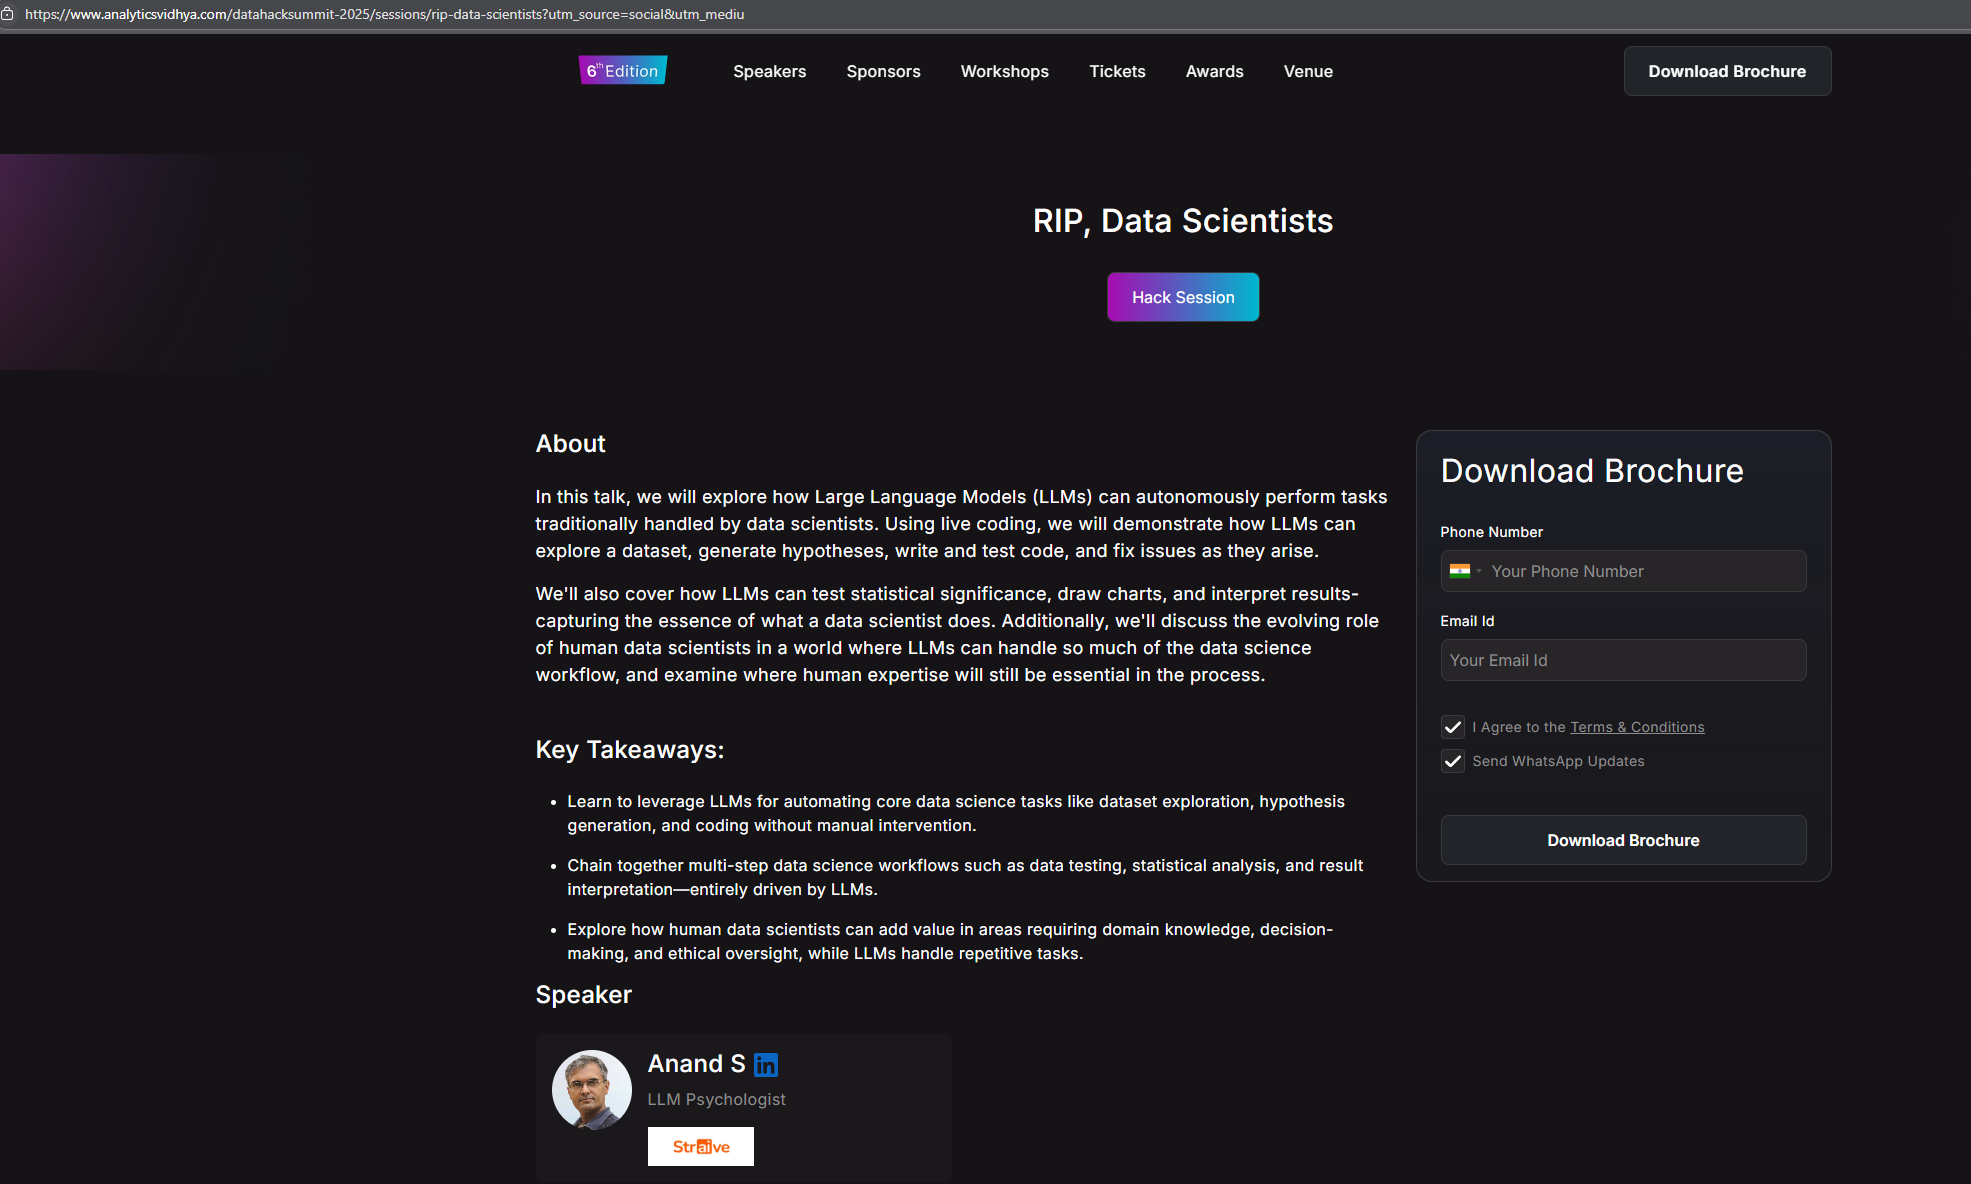 https://www.analyticsvidhya.com/datahacksummit-2025/sessions/rip-data-scientists?utm_source=social&utm_mediu
6th Edition
Speakers
Sponsors
Workshops
Tickets
Awards
Venue
Download Brochure
RIP, Data Scientists
Hack Session
About
In this talk, we will explore how Large Language Models (LLMs) can autonomously perform tasks
traditionally handled by data scientists. Using live coding, we will demonstrate how LLMs can
explore a dataset, generate hypotheses, write and test code, and fix issues as they arise.
We'll also cover how LLMs can test statistical significance, draw charts, and interpret results-
capturing the essence of what a data scientist does. Additionally, we'll discuss the evolving role
of human data scientists in a world where LLMs can handle so much of the data science
workflow, and examine where human expertise will still be essential in the process.
Key Takeaways:
• Learn to leverage LLMs for automating core data science tasks like dataset exploration, hypothesis
generation, and coding without manual intervention.
• Chain together multi-step data science workflows such as data testing, statistical analysis, and result
interpretation—entirely driven by LLMs.
• Explore how human data scientists can add value in areas requiring domain knowledge, decision-
making, and ethical oversight, while LLMs handle repetitive tasks.
Speaker
Anand S in
LLM Psychologist
Straive
Download Brochure
Phone Number
Your Phone Number
Email Id
Your Email Id
I Agree to the Terms & Conditions
Send WhatsApp Updates
Download Brochure